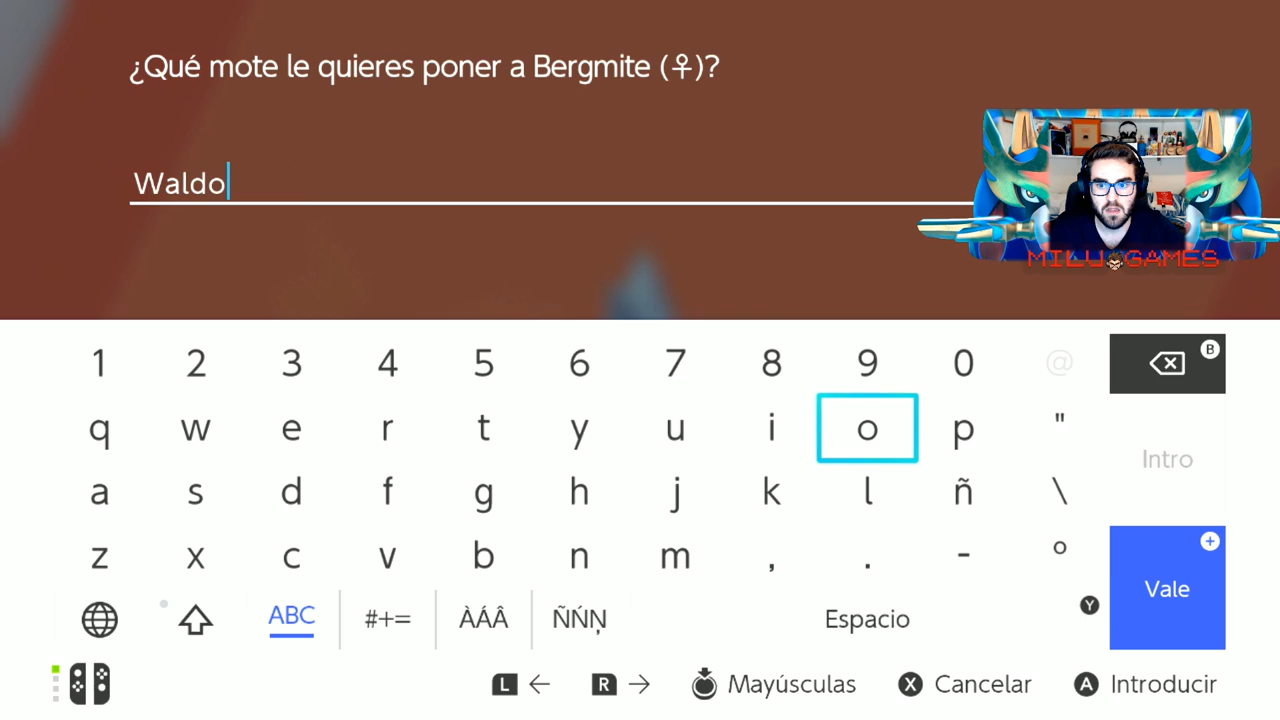 ¿Qué mote le quieres poner a Bergmite (♀)?
Waldo
MILU GAMES
1 2 3 4 5 6 7 8 9 0 @ B
q w e r t y u i o p "
Intro
a s d f g h j k l ñ \
z x c v b n m , . - º
+
Vale
ABC #+= ÀÁÂ ÑŃŅ Espacio Y
L ← R → Mayúsculas X Cancelar A Introducir